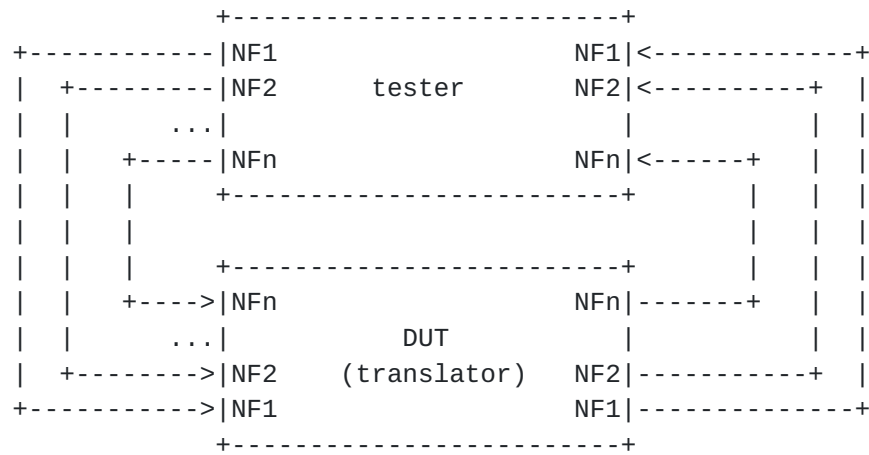 NF1 NF1
NF2 tester NF2
...
NFn NFn
NFn NFn
... DUT
NF2 (translator) NF2
NF1 NF1